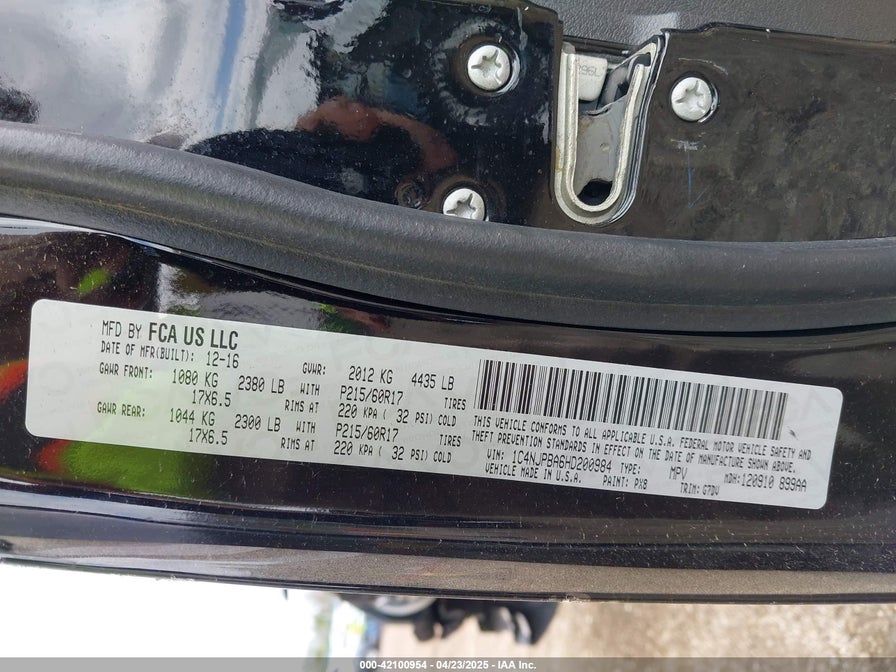 96L
MFD BY FCA US LLC
DATE OF MFR(BUILT): 12-16
GVWR: 2012 KG 4435 LB
GAWR FRONT: 1080 KG 2380 LB WITH P215/60R17 TIRES
17X6.5 RIMS AT 220 KPA ( 32 PSI) COLD
GAWR REAR: 1044 KG 2300 LB WITH P215/60R17 TIRES
17X6.5 RIMS AT 220 KPA ( 32 PSI) COLD
THIS VEHICLE CONFORMS TO ALL APPLICABLE U.S.A. FEDERAL MOTOR VEHICLE SAFETY AND
THEFT PREVENTION STANDARDS IN EFFECT ON THE DATE OF MANUFACTURE SHOWN ABOVE.
VIN: 1C4NJPBA6HD200984 TYPE: MPV MDH: 120910 899AA
VEHICLE MADE IN U.S.A. PAINT: PX8 TRIM: G7DV
000-42100954 | 04/23/2025 - IAA Inc.